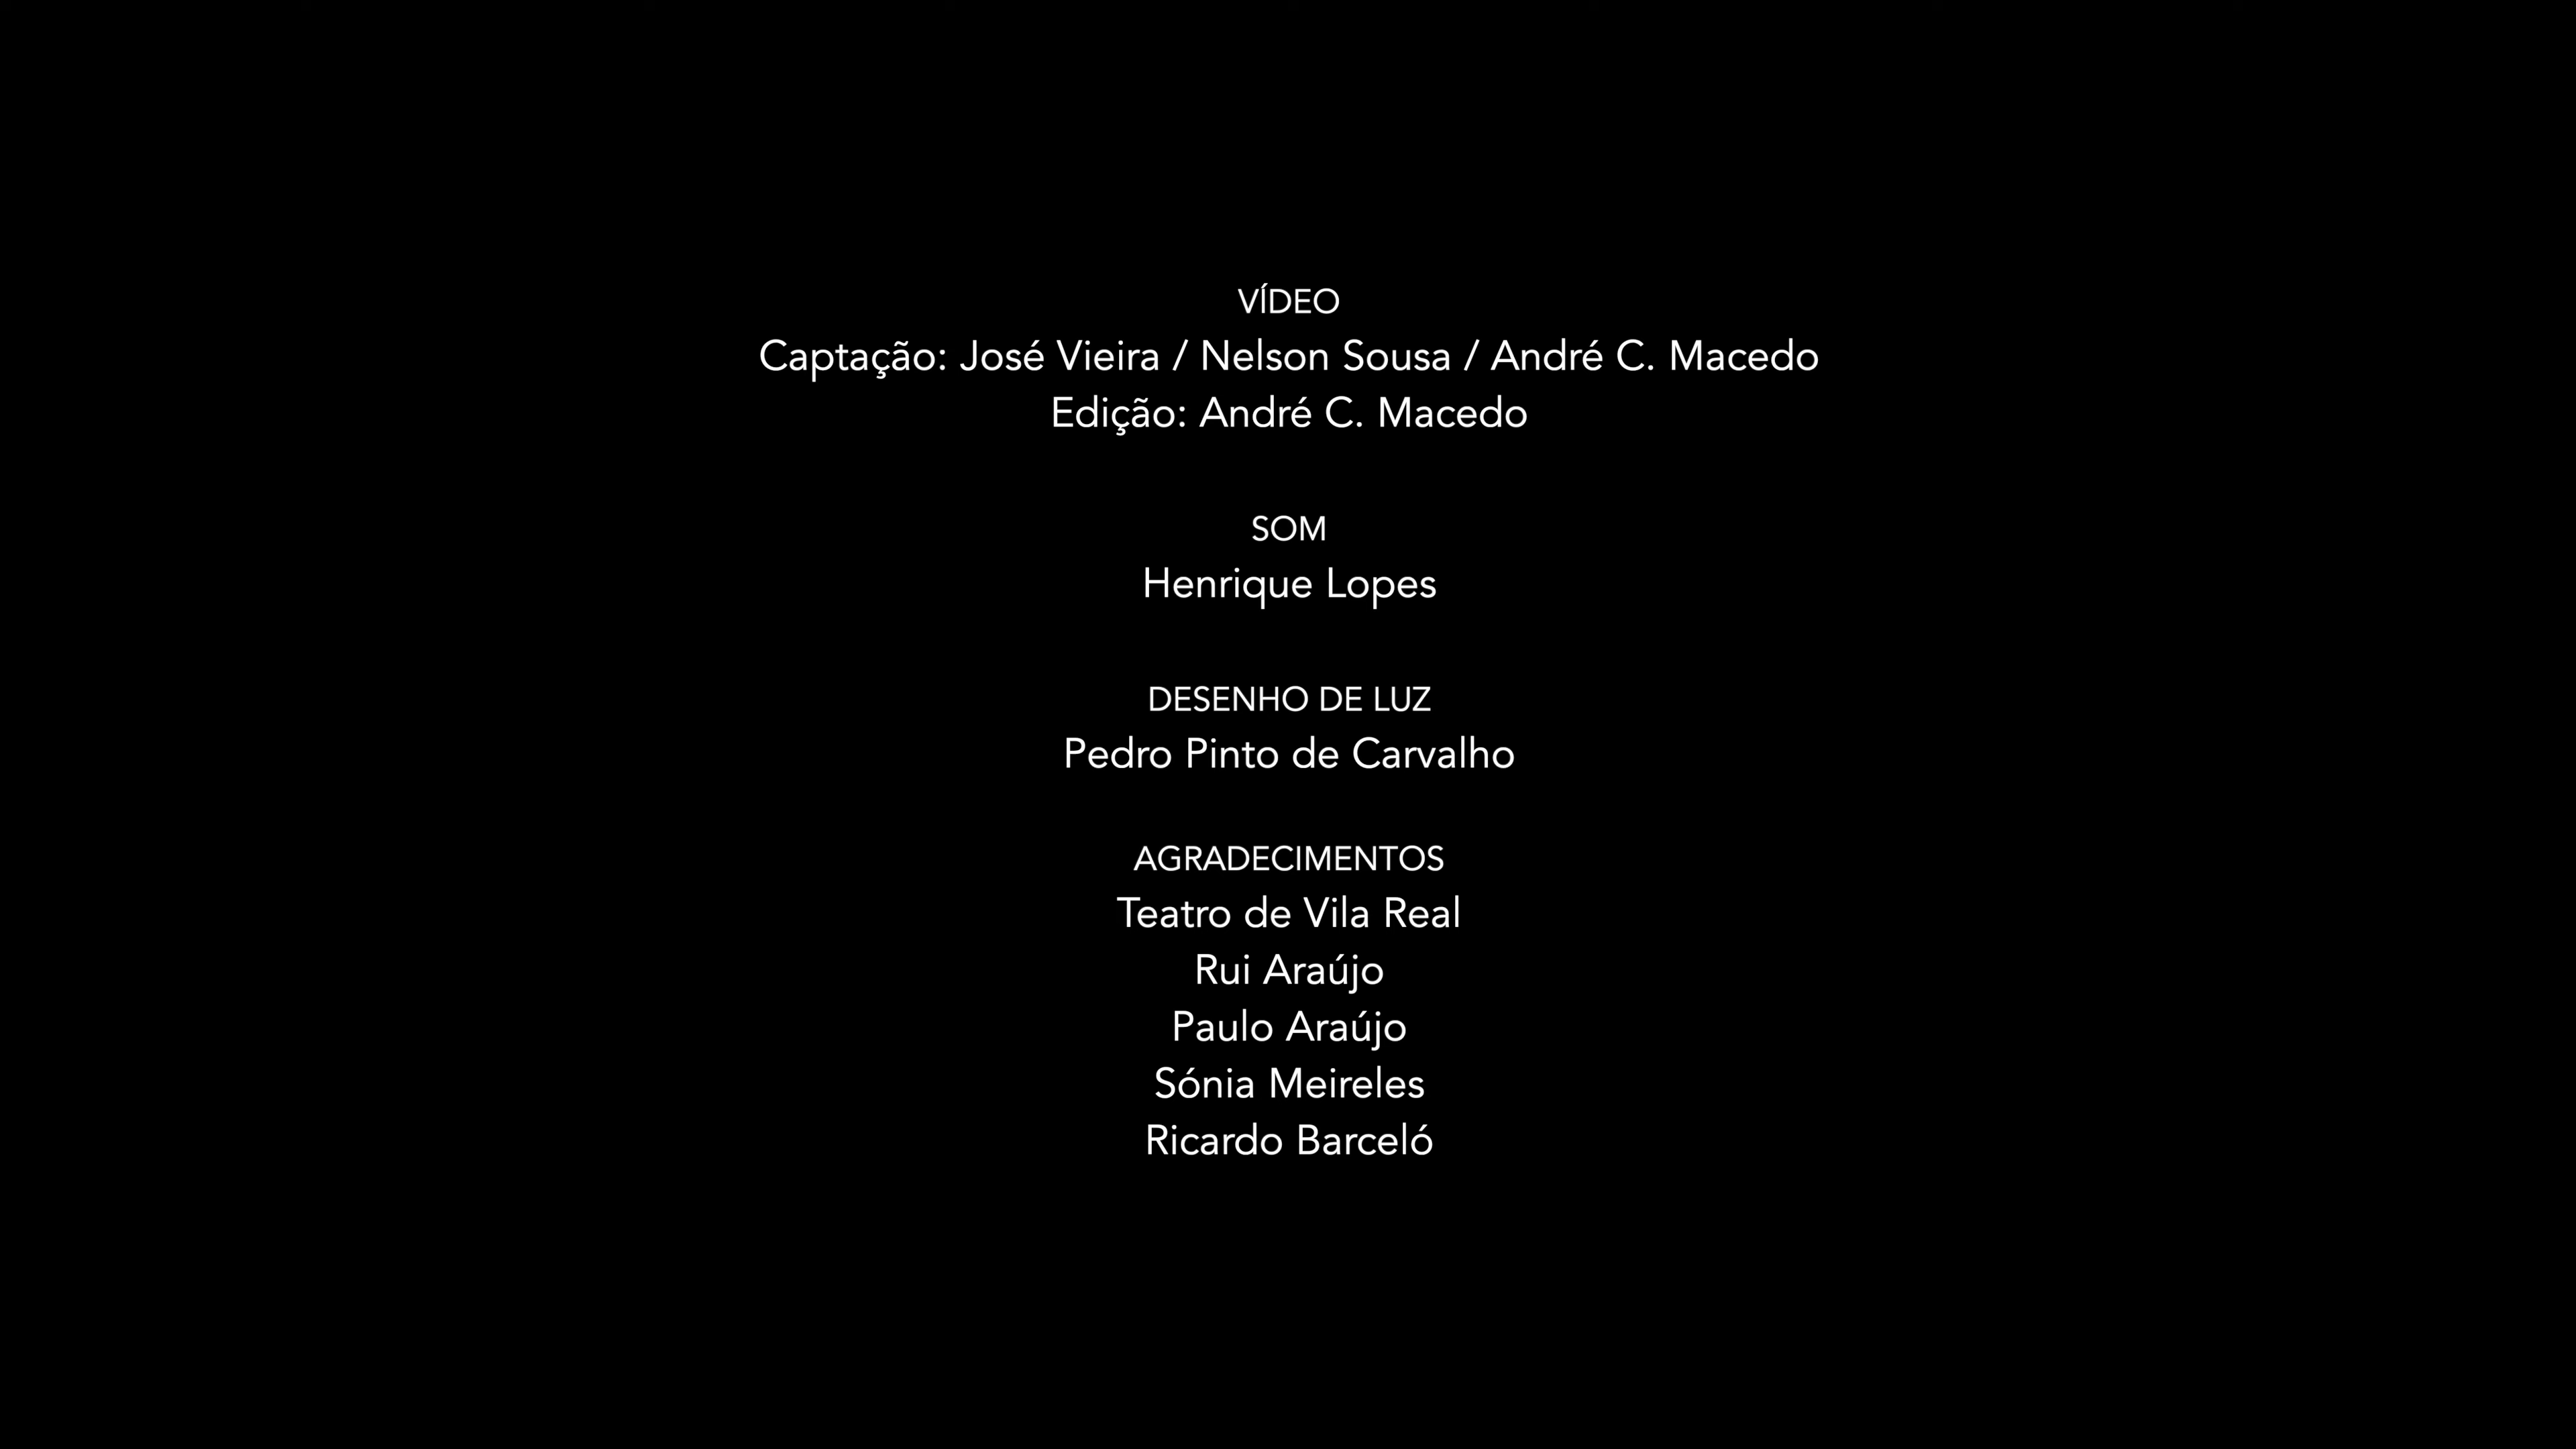 VÍDEO
Captação: José Vieira / Nelson Sousa / André C. Macedo
Edição: André C. Macedo
SOM
Henrique Lopes
DESENHO DE LUZ
Pedro Pinto de Carvalho
AGRADECIMENTOS
Teatro de Vila Real
Rui Araújo
Paulo Araújo
Sónia Meireles
Ricardo Barceló